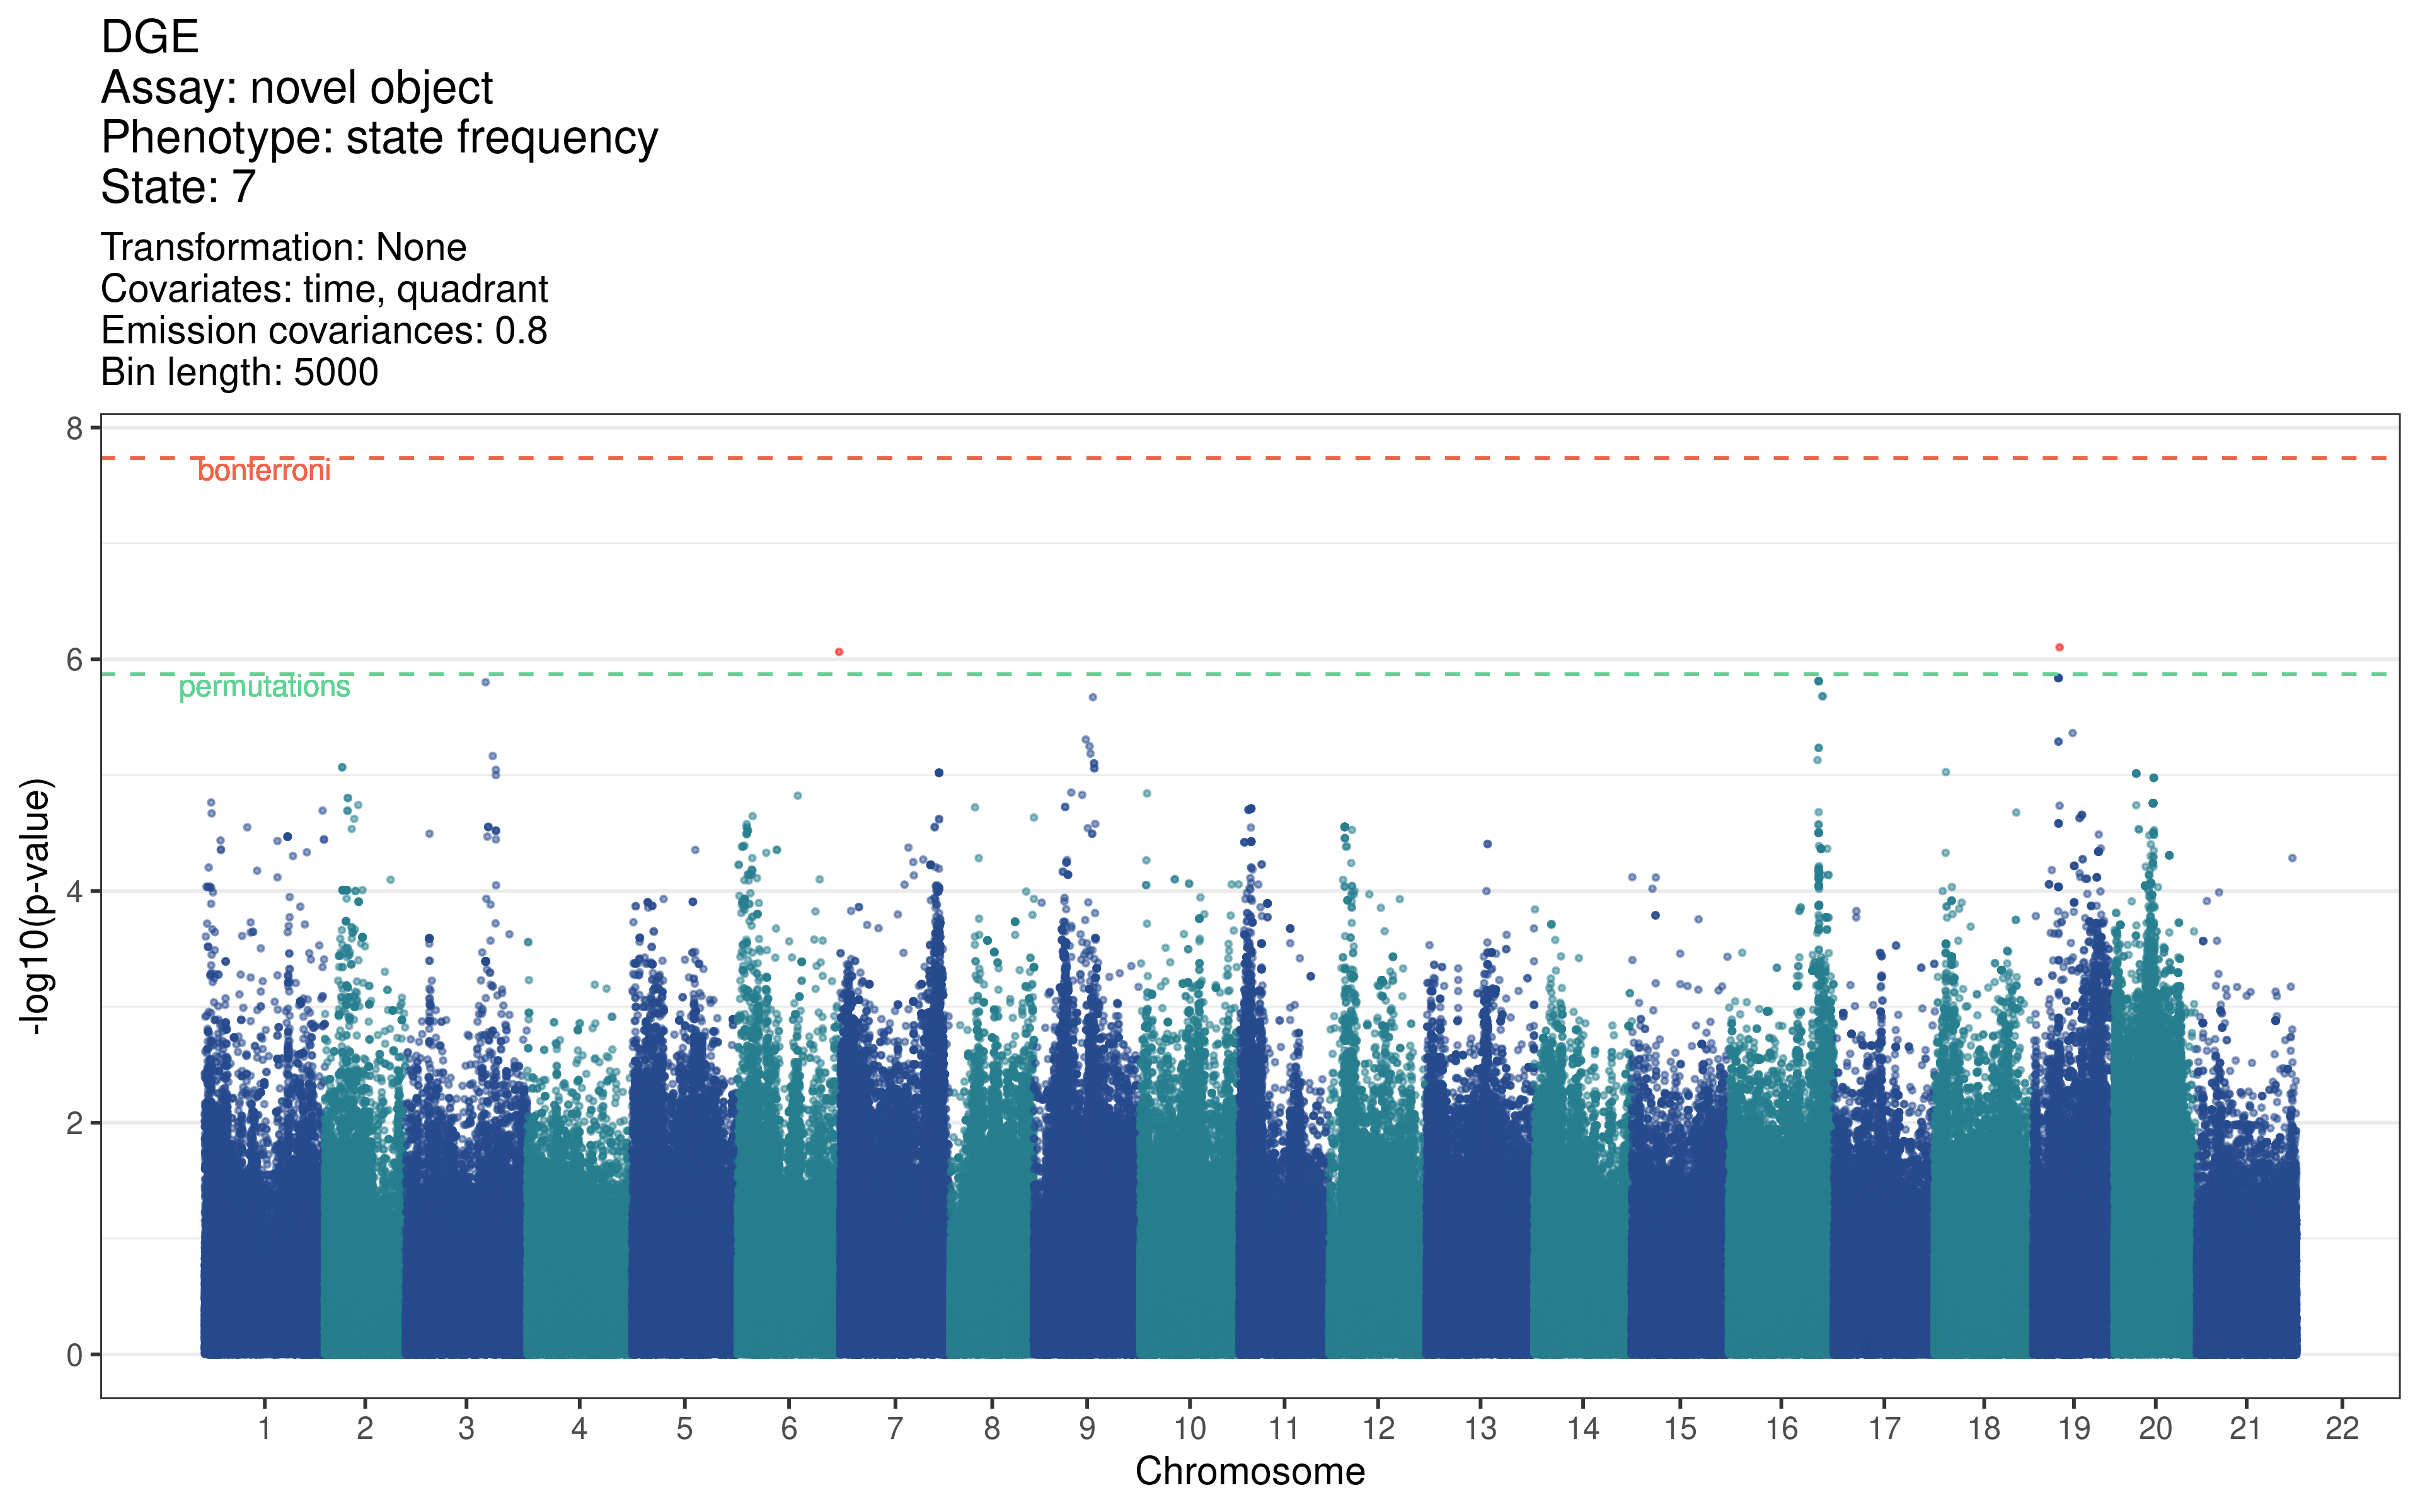 DGE
Assay: novel object
Phenotype: state frequency
State: 7
Transformation: None
Covariates: time, quadrant
Emission covariances: 0.8
Bin length: 5000
8
bonferroni
6
permutations
4
2
0
-log10(p-value)
1 2 3 4 5 6 7 8 9 10 11 12 13 14 15 16 17 18 19 20 21 22
Chromosome